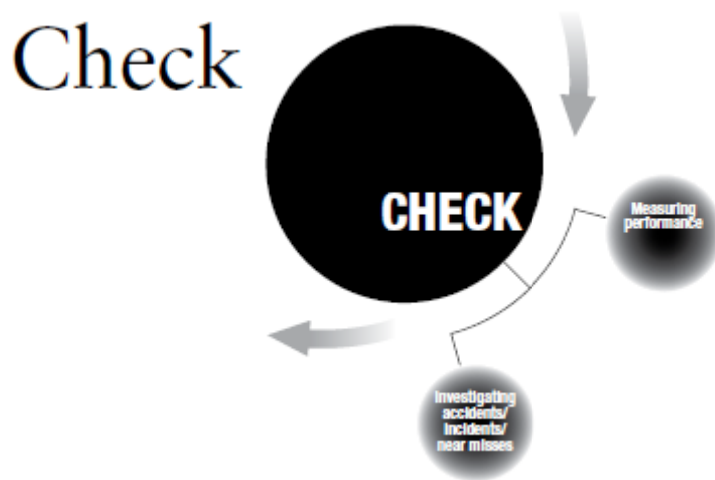 Check
CHECK
Measuring
performance
Investigating
accidents/
incidents/
near misses